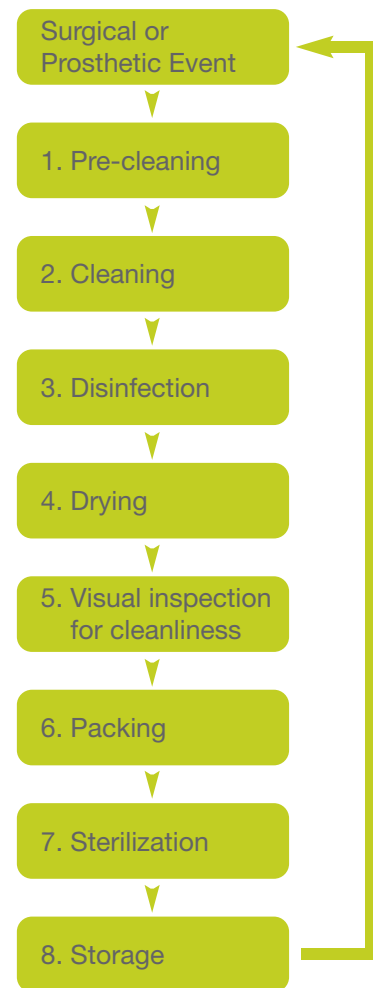 Surgical or
Prosthetic Event
1. Pre-cleaning
2. Cleaning
3. Disinfection
4. Drying
5. Visual inspection
for cleanliness
6. Packing
7. Sterilization
8. Storage